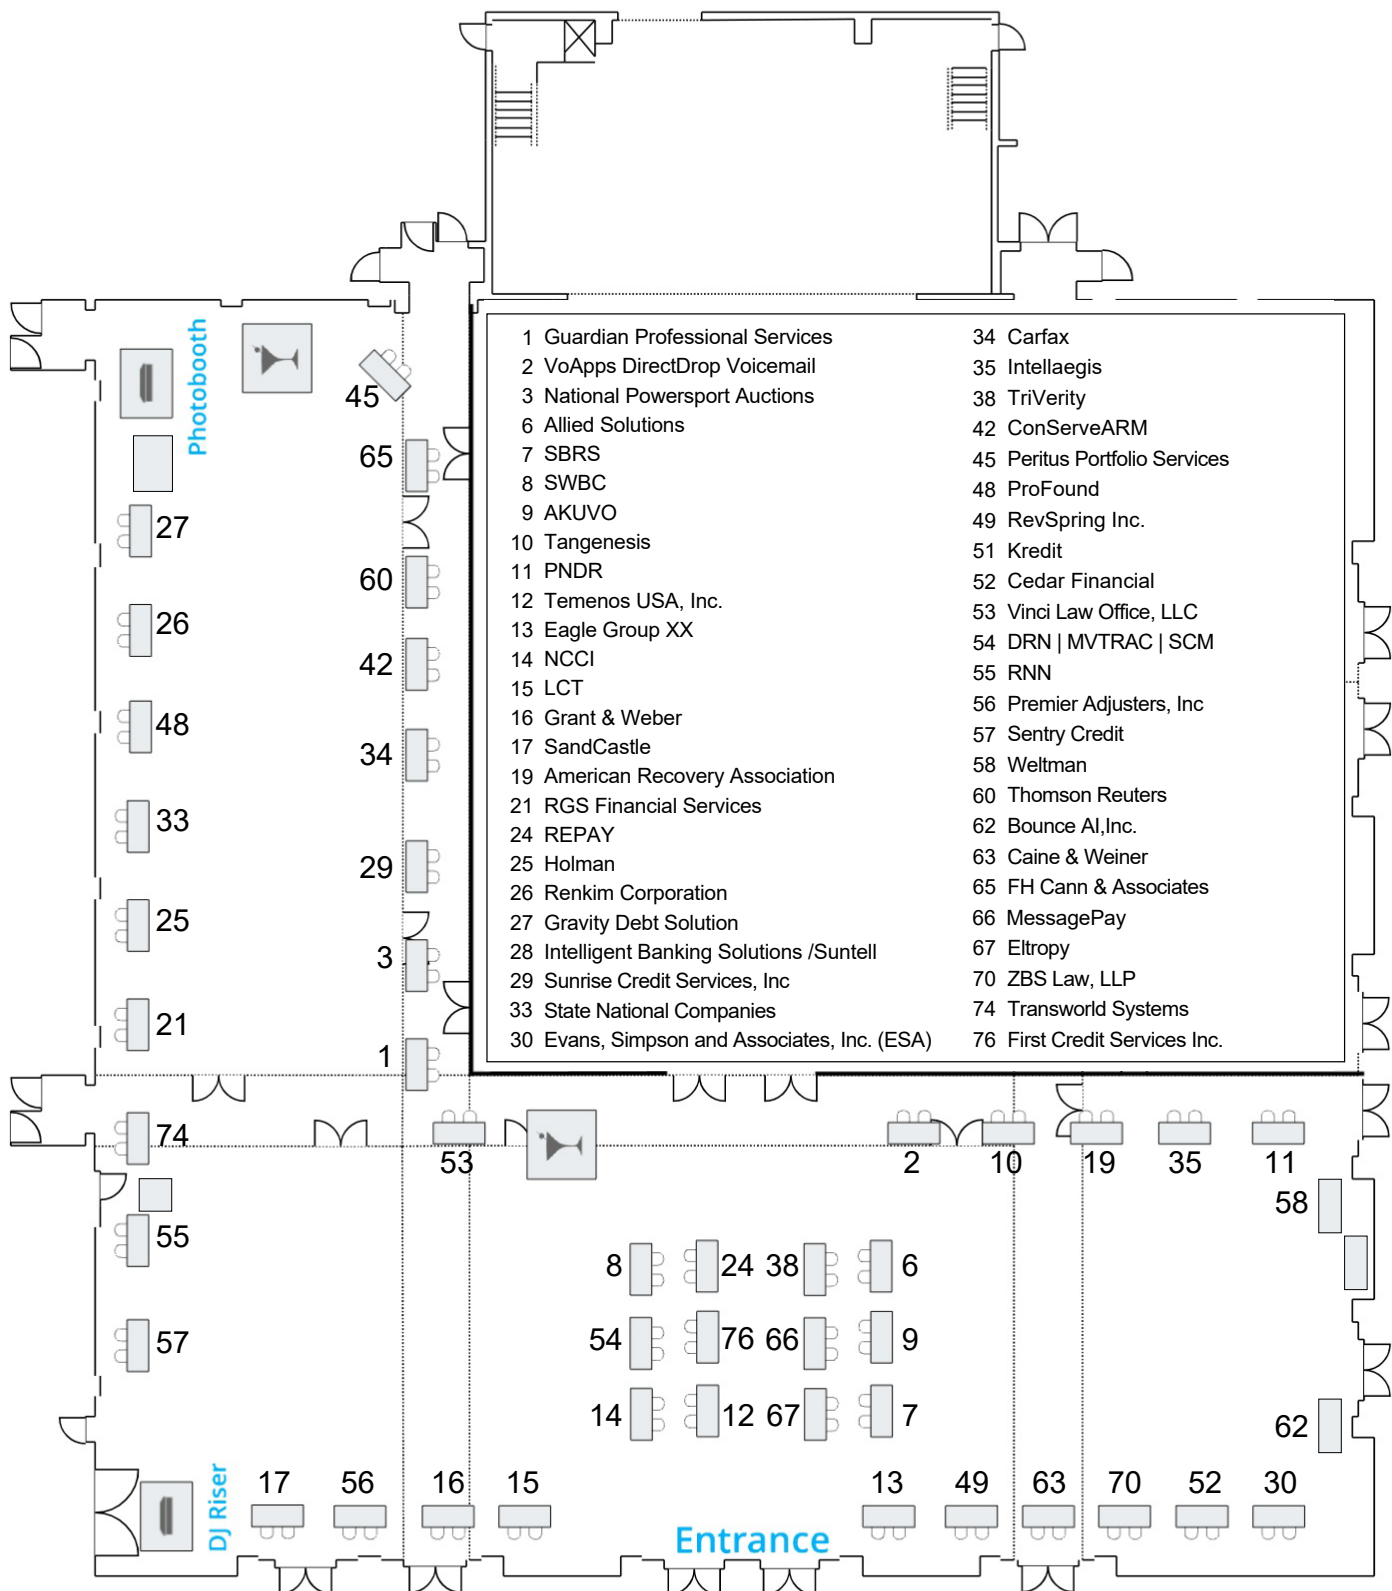 Photobooth
45
65
27
60
26
42
48
34
33
29
25
3
21
1
1 Guardian Professional Services
2 VoApps DirectDrop Voicemail
3 National Powersport Auctions
6 Allied Solutions
7 SBRS
8 SWBC
9 AKUVO
10 Tangenesis
11 PNDR
12 Temenos USA, Inc.
13 Eagle Group XX
14 NCCI
15 LCT
16 Grant & Weber
17 SandCastle
19 American Recovery Association
21 RGS Financial Services
24 REPAY
25 Holman
26 Renkim Corporation
27 Gravity Debt Solution
28 Intelligent Banking Solutions /Suntell
29 Sunrise Credit Services, Inc
33 State National Companies
30 Evans, Simpson and Associates, Inc. (ESA)
34 Carfax
35 Intellaegis
38 TriVerity
42 ConServeARM
45 Peritus Portfolio Services
48 ProFound
49 RevSpring Inc.
51 Kredit
52 Cedar Financial
53 Vinci Law Office, LLC
54 DRN | MVTRAC | SCM
55 RNN
56 Premier Adjusters, Inc
57 Sentry Credit
58 Weltman
60 Thomson Reuters
62 Bounce AI,Inc.
63 Caine & Weiner
65 FH Cann & Associates
66 MessagePay
67 Eltropy
70 ZBS Law, LLP
74 Transworld Systems
76 First Credit Services Inc.
74
53
2 10 19 35 11
58
55
8 24 38 6
57
54 76 66 9
14 12 67 7
62
17 56 16 15 13 49 63 70 52 30
DJ Riser
Entrance